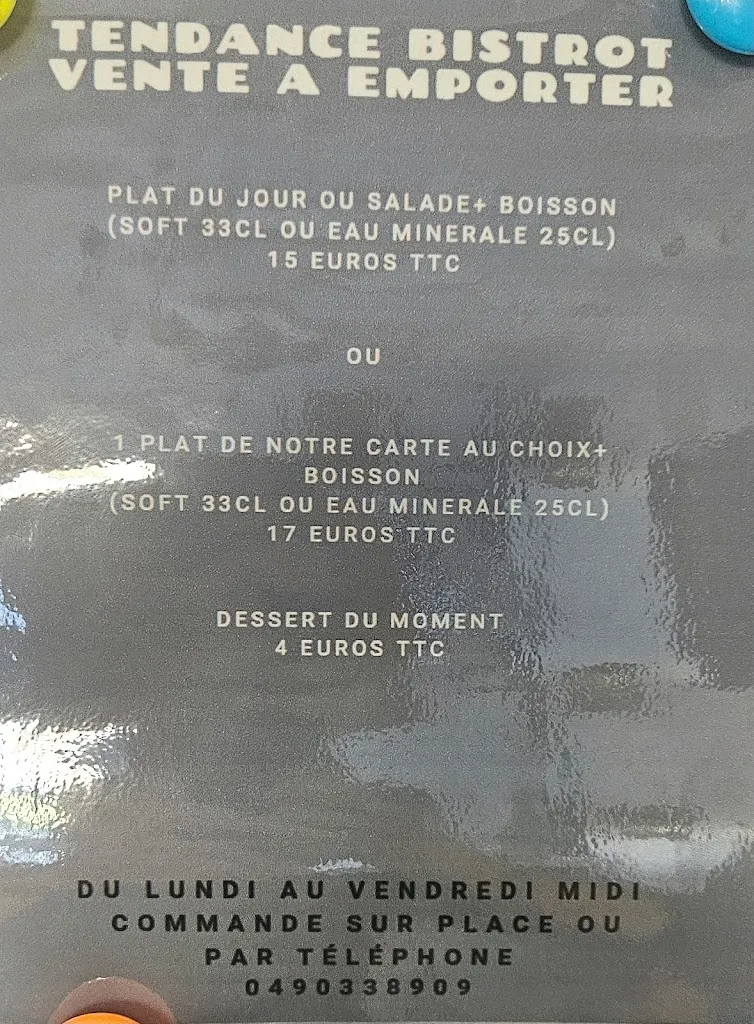 TENDANCE BISTROT
VENTE A EMPORTER
PLAT DU JOUR OU SALADE+ BOISSON
(SOFT 33CL OU EAU MINERALE 25CL)
15 EUROS TTC
OU
1 PLAT DE NOTRE CARTE AU CHOIX+
BOISSON
(SOFT 33CL OU EAU MINERALE 25CL)
17 EUROS TTC
DESSERT DU MOMENT
4 EUROS TTC
DU LUNDI AU VENDREDI MIDI
COMMANDE SUR PLACE OU
PAR TÉLÉPHONE
0490338909